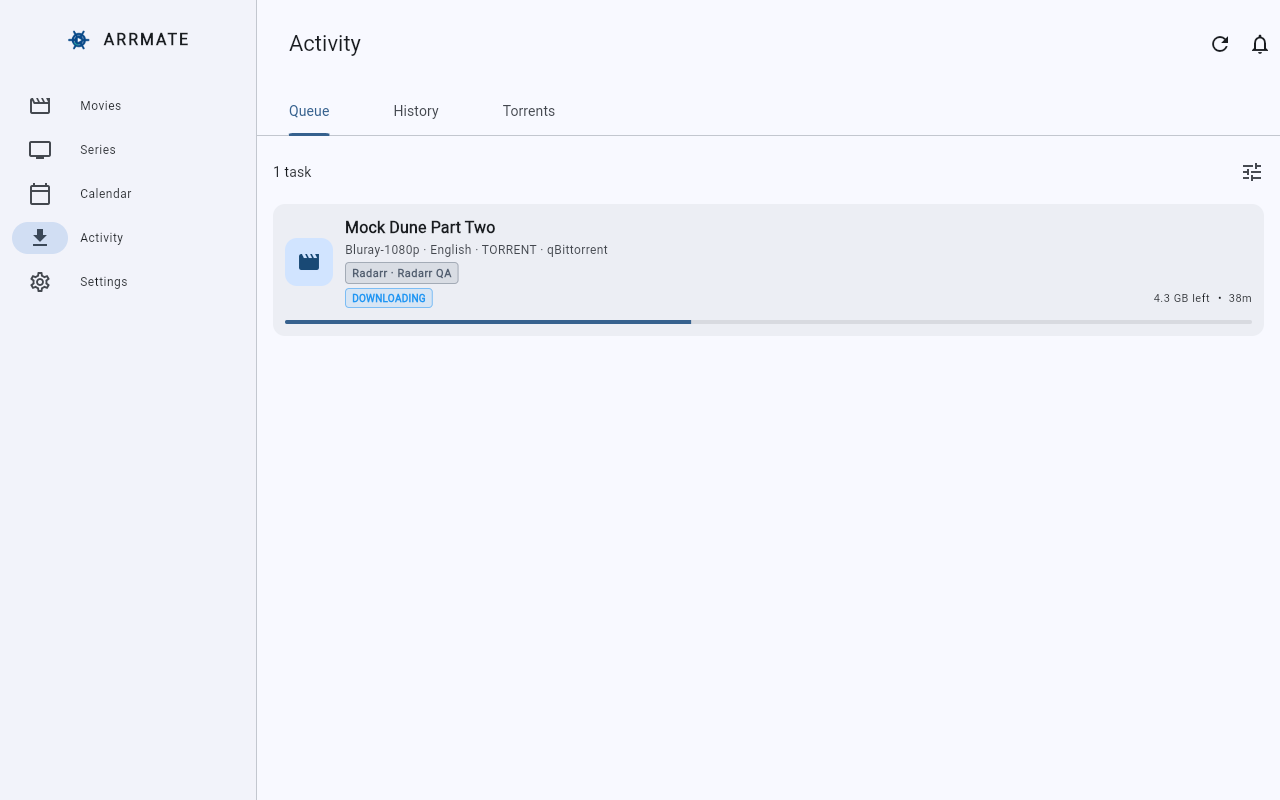 ARRMATE
Movies
Series
Calendar
Activity
Settings
Activity
Queue
History
Torrents
1 task
Mock Dune Part Two
Bluray-1080p · English · TORRENT · qBittorrent
Radarr · Radarr QA
DOWNLOADING
4.3 GB left • 38m